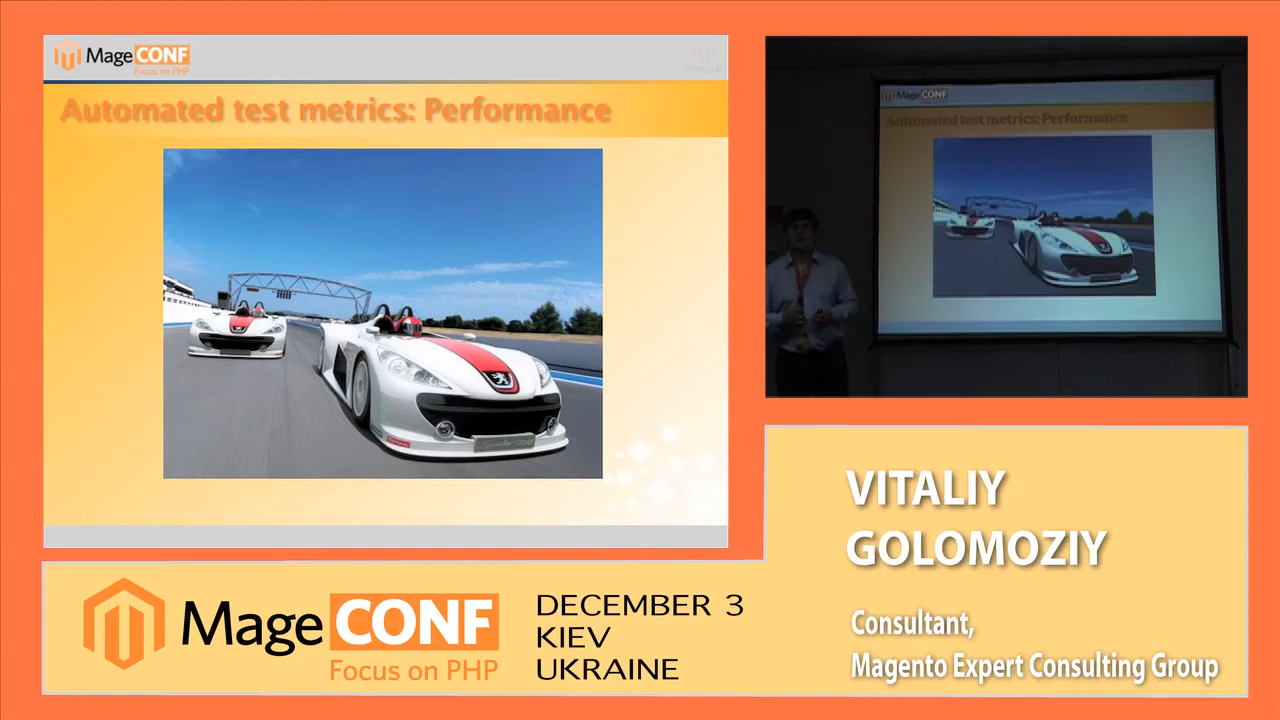 MageCONF
Focus on PHP
Automated test metrics: Performance
MageCONF
Automated test metrics: Performance
VITALIY
GOLOMOZIY
Consultant,
Magento Expert Consulting Group
MageCONF
Focus on PHP
DECEMBER 3
KIEV
UKRAINE